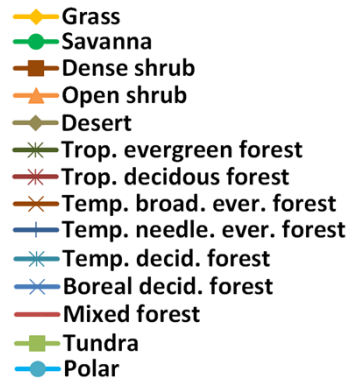 Grass
Savanna
Dense shrub
Open shrub
Desert
Trop. evergreen forest
Trop. decidous forest
Temp. broad. ever. forest
Temp. needle. ever. forest
Temp. decid. forest
Boreal decid. forest
Mixed forest
Tundra
Polar